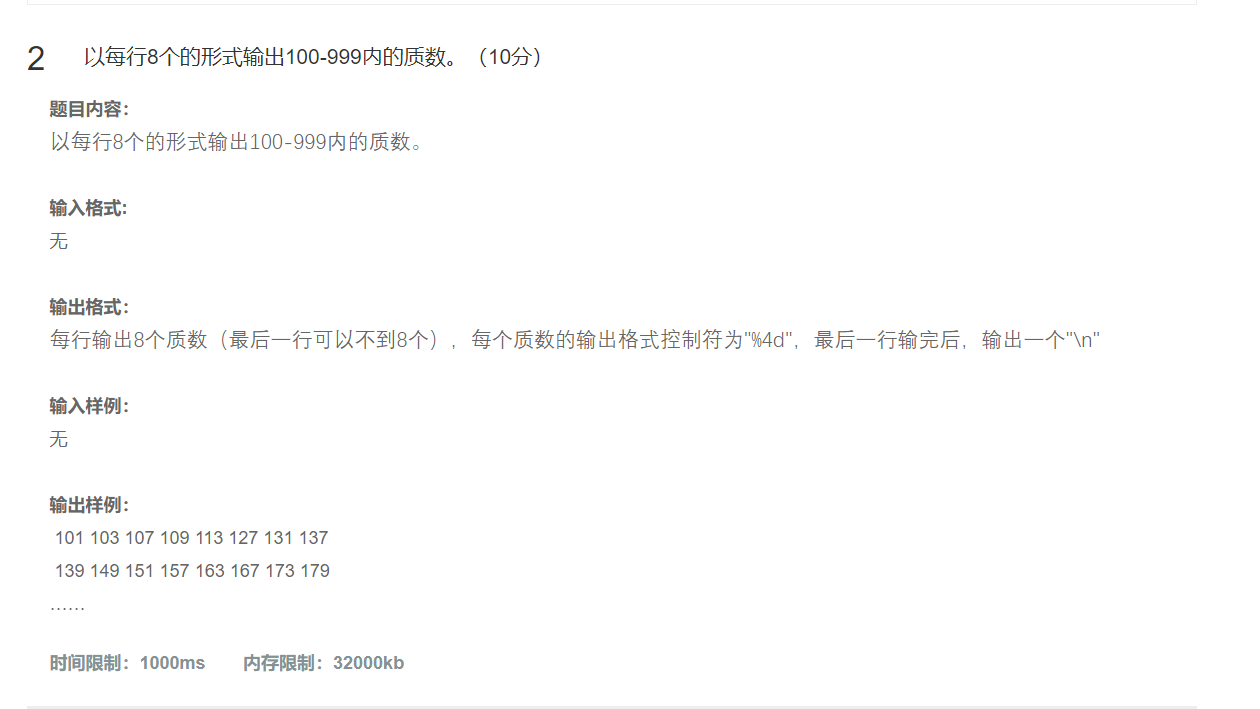 2 以每行8个的形式输出100-999内的质数。（10分）
题目内容：
以每行8个的形式输出100-999内的质数。
输入格式:
无
输出格式：
每行输出8个质数（最后一行可以不到8个），每个质数的输出格式控制符为"%4d"，最后一行输完后，输出一个"\n"
输入样例：
无
输出样例：
101 103 107 109 113 127 131 137
139 149 151 157 163 167 173 179
……
时间限制：1000ms 内存限制：32000kb